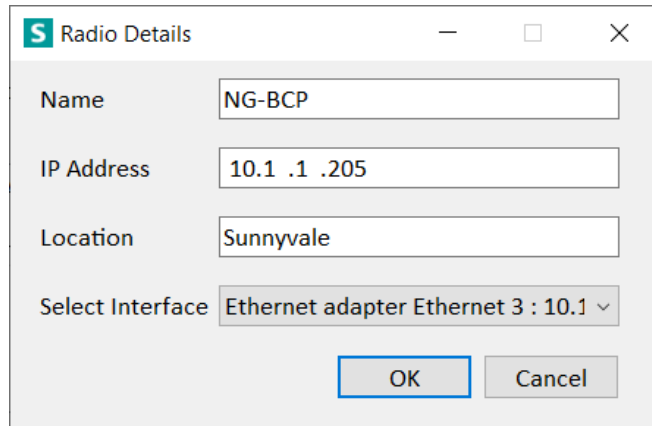 S Radio Details
Name NG-BCP
IP Address 10.1 .1 .205
Location Sunnyvale
Select Interface Ethernet adapter Ethernet 3 : 10.1
OK Cancel